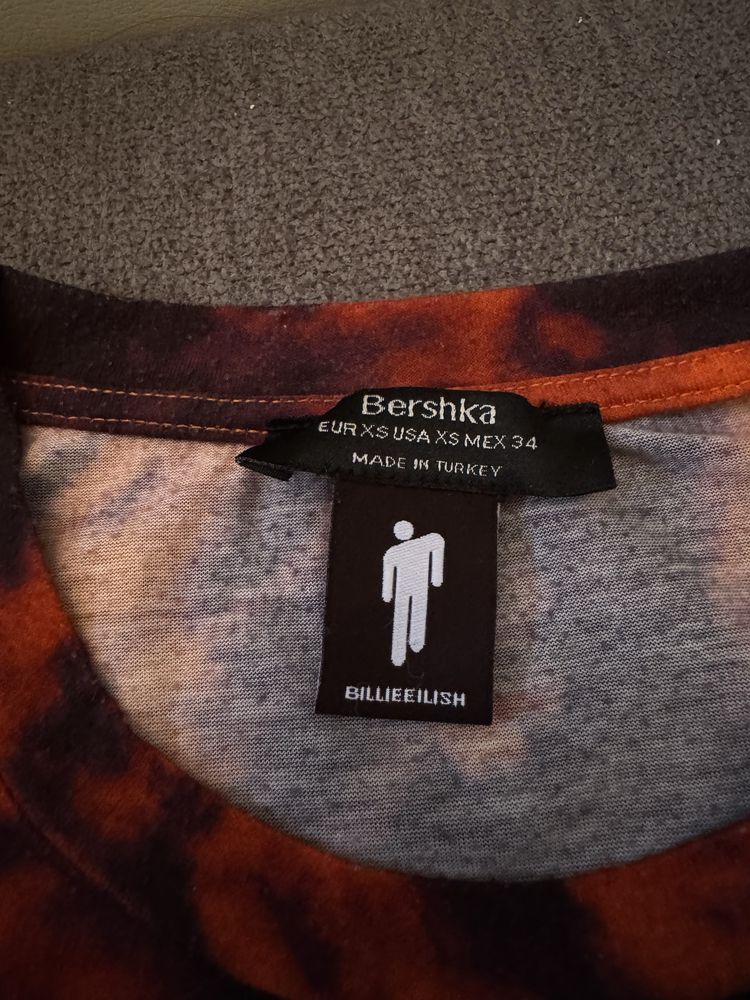 Bershka
EUR XS USA XS MEX 34
MADE IN TURKEY
BILLIEEILISH